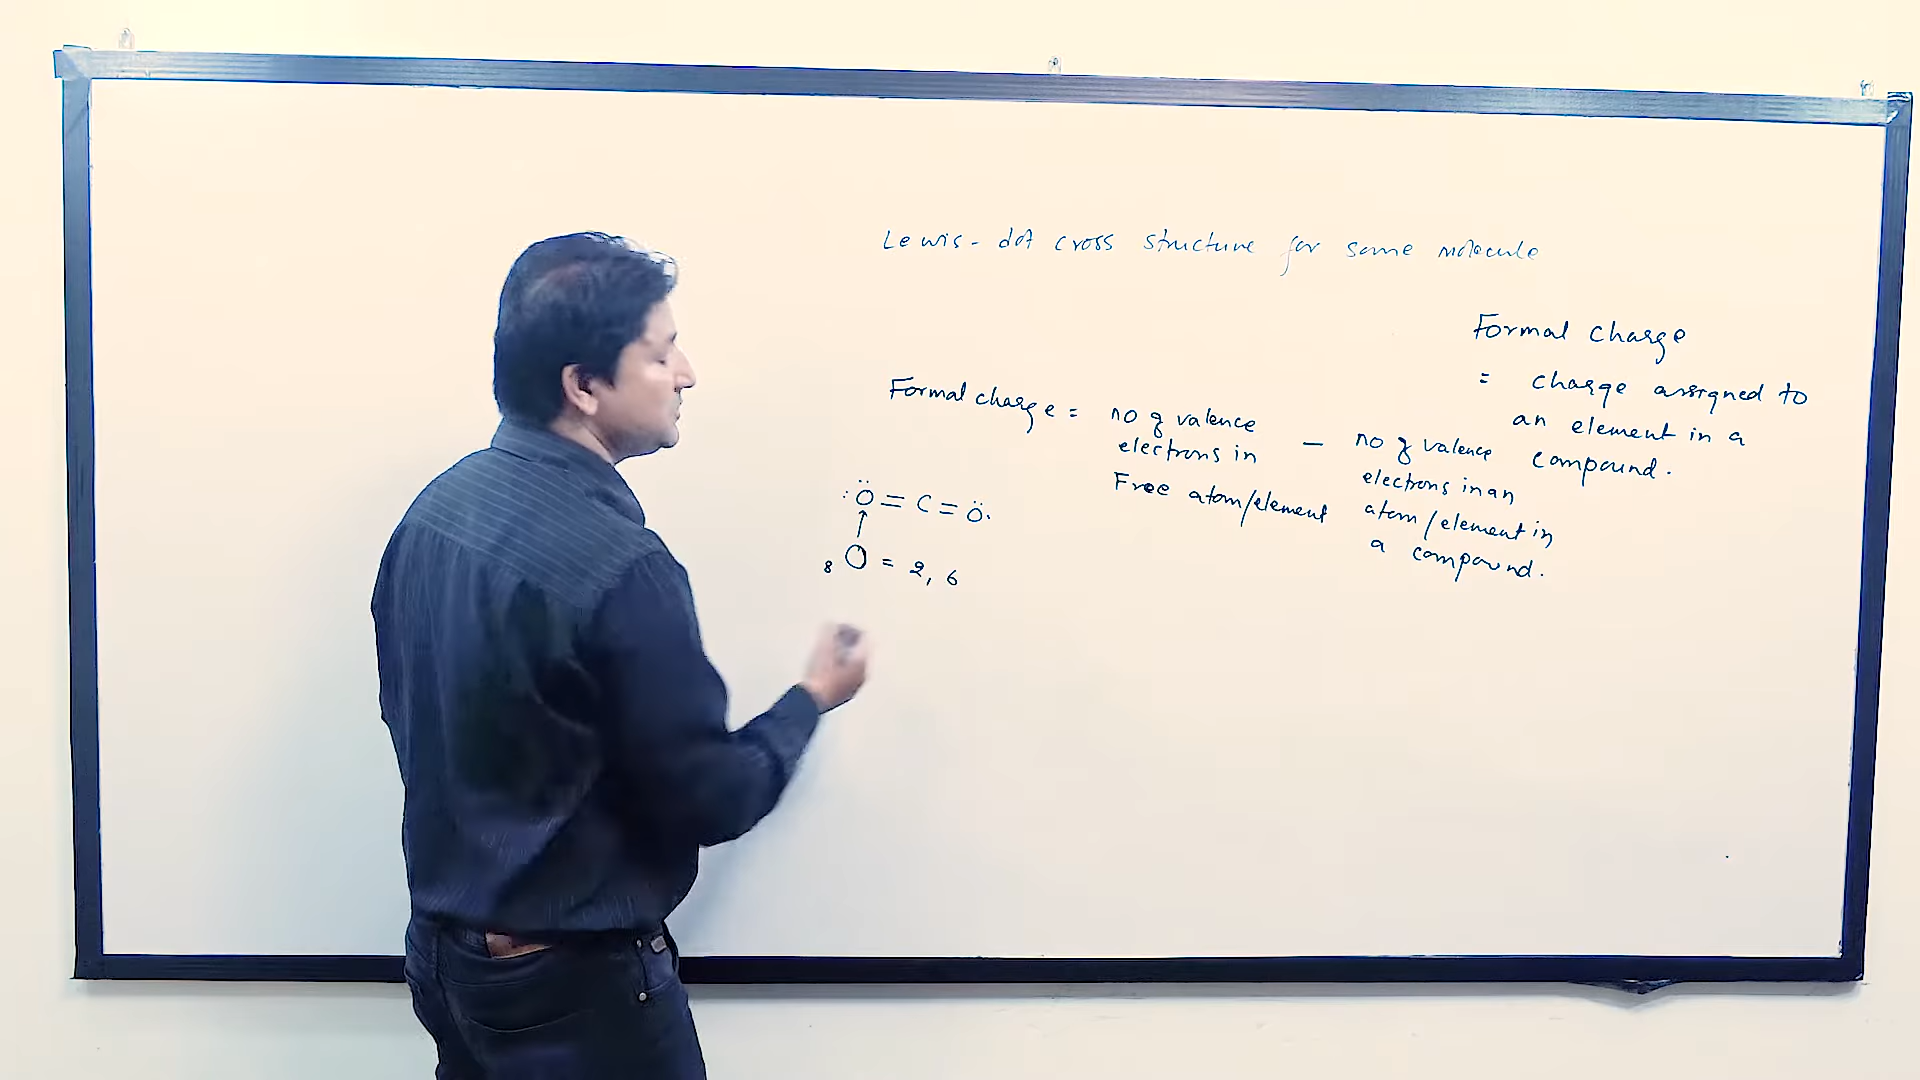 Lewis-dot cross structure for some molecule
Formal charge
= charge assigned to
an element in a
compound.
Formal charge = no of valence
electrons in
Free atom/element
— no of valence
electrons in an
atom/element in
a compound.
:Ö = C = Ö.
↑
₈O = 2, 6